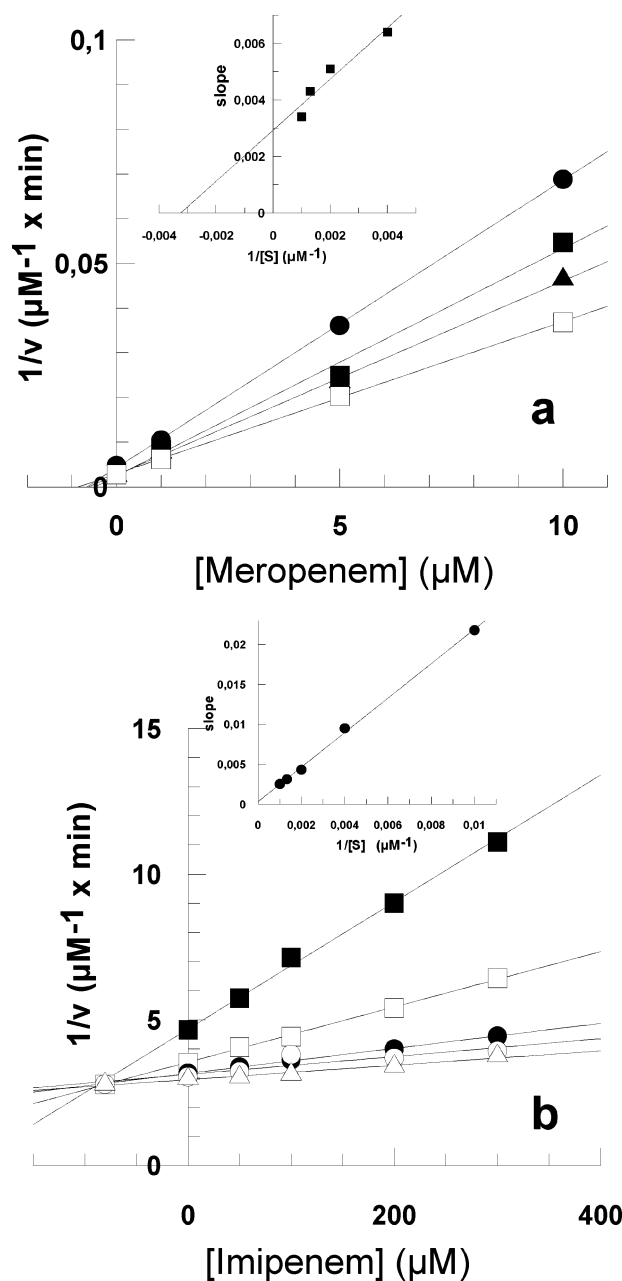 0,1
0,006
slope
0,004
0,002
0
-0,004 -0,002 0 0,002 0,004
1/[S] (µM-1)
1/v (µM-1 x min)
0,05
a
0
0 5 10
[Meropenem] (µM)
0,02
0,015
slope
0,01
0,005
0
0 0,002 0,004 0,006 0,008 0,01
1/[S] (µM-1)
15
1/v (µM-1 x min)
10
5
b
0
0 200 400
[Imipenem] (µM)